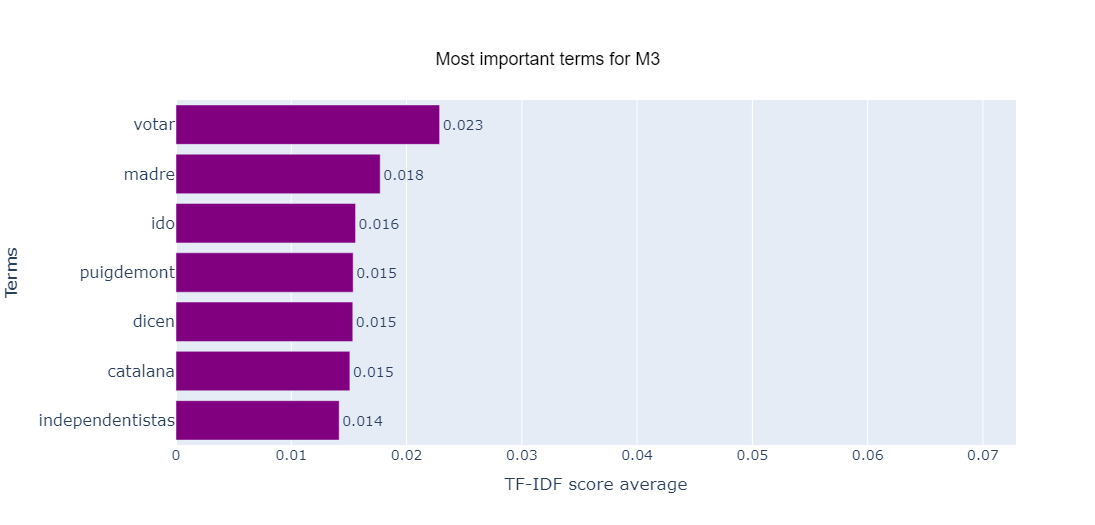 Most important terms for M3
Terms
votar 0.023
madre 0.018
ido 0.016
puigdemont 0.015
dicen 0.015
catalana 0.015
independentistas 0.014
0 0.01 0.02 0.03 0.04 0.05 0.06 0.07
TF-IDF score average